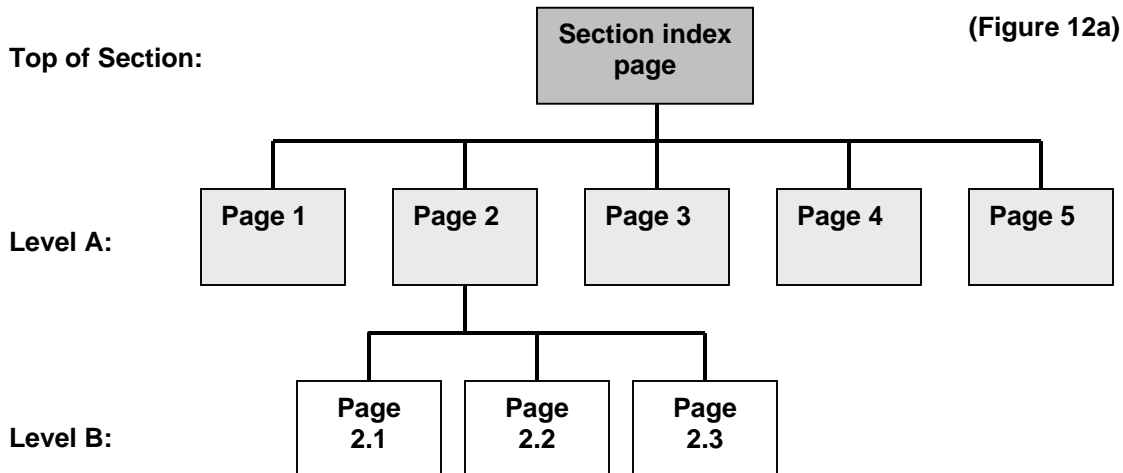 (Figure 12a)
Top of Section:
Section index
page
Level A:
Page 1
Page 2
Page 3
Page 4
Page 5
Level B:
Page
2.1
Page
2.2
Page
2.3